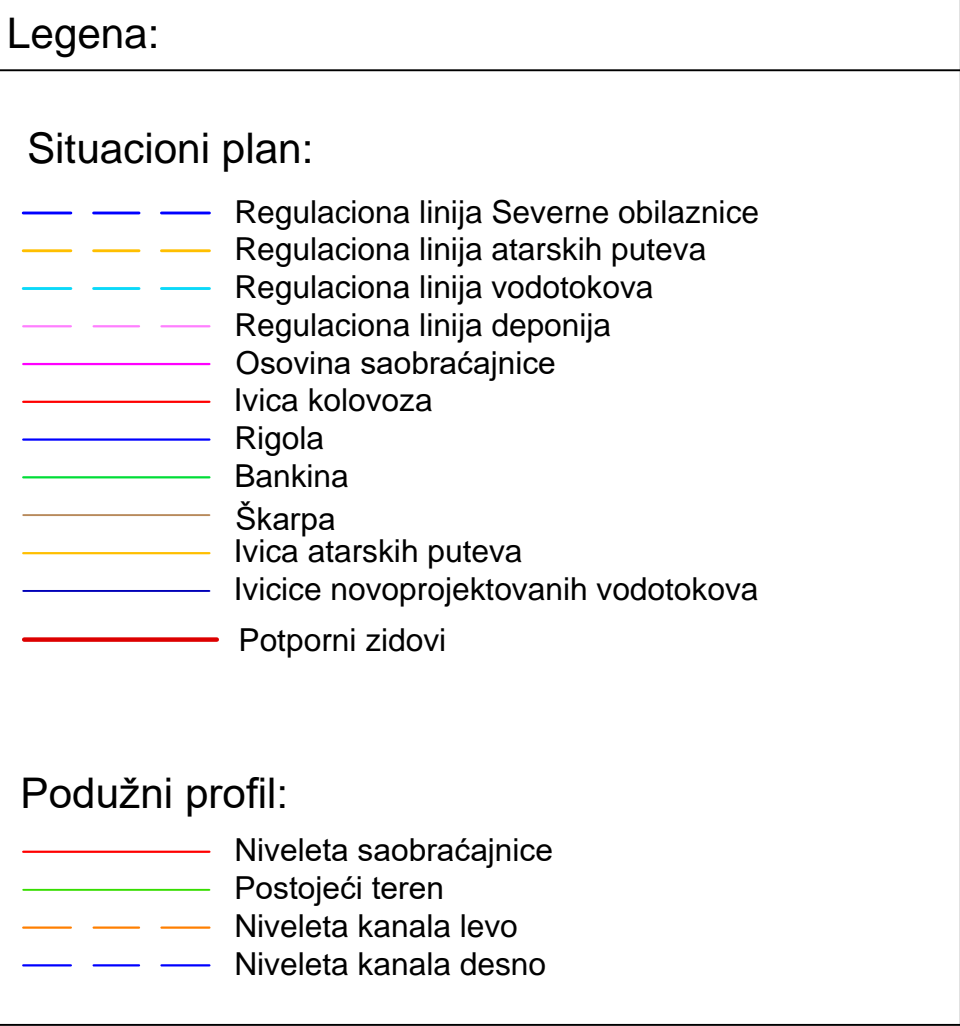 Legena:
Situacioni plan:
Regulaciona linija Severne obilaznice
Regulaciona linija atarskih puteva
Regulaciona linija vodotokova
Regulaciona linija deponija
Osovina saobraćajnice
Ivica kolovoza
Rigola
Bankina
Škarpa
Ivica atarskih puteva
Ivicice novoprojektovanih vodotokova
Potporni zidovi
Podužni profil:
Niveleta saobraćajnice
Postojeći teren
Niveleta kanala levo
Niveleta kanala desno